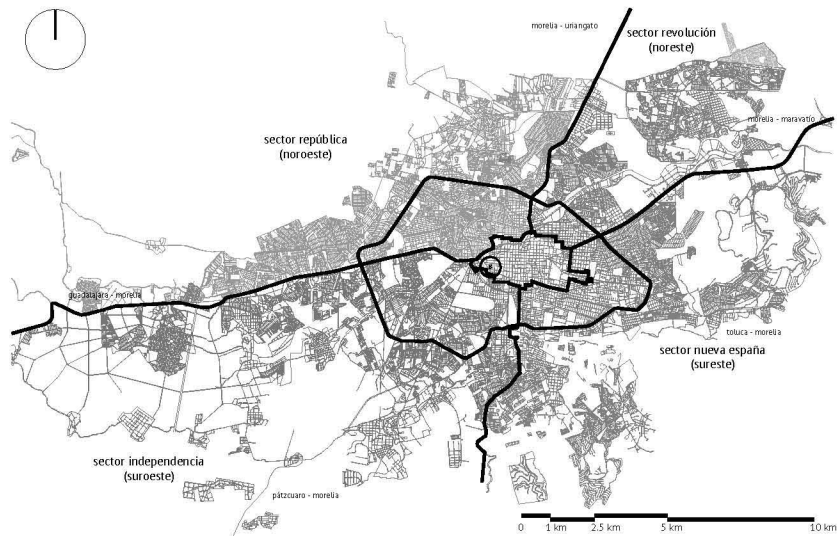 morelia - uriangato
sector revolución
(noreste)
morelia - maravatío
sector república
(noroeste)
guadalajara - morelia
toluca - morelia
sector nueva españa
(sureste)
sector independencia
(suroeste)
pátzcuaro - morelia
0 1 km 2.5 km 5 km 10 km